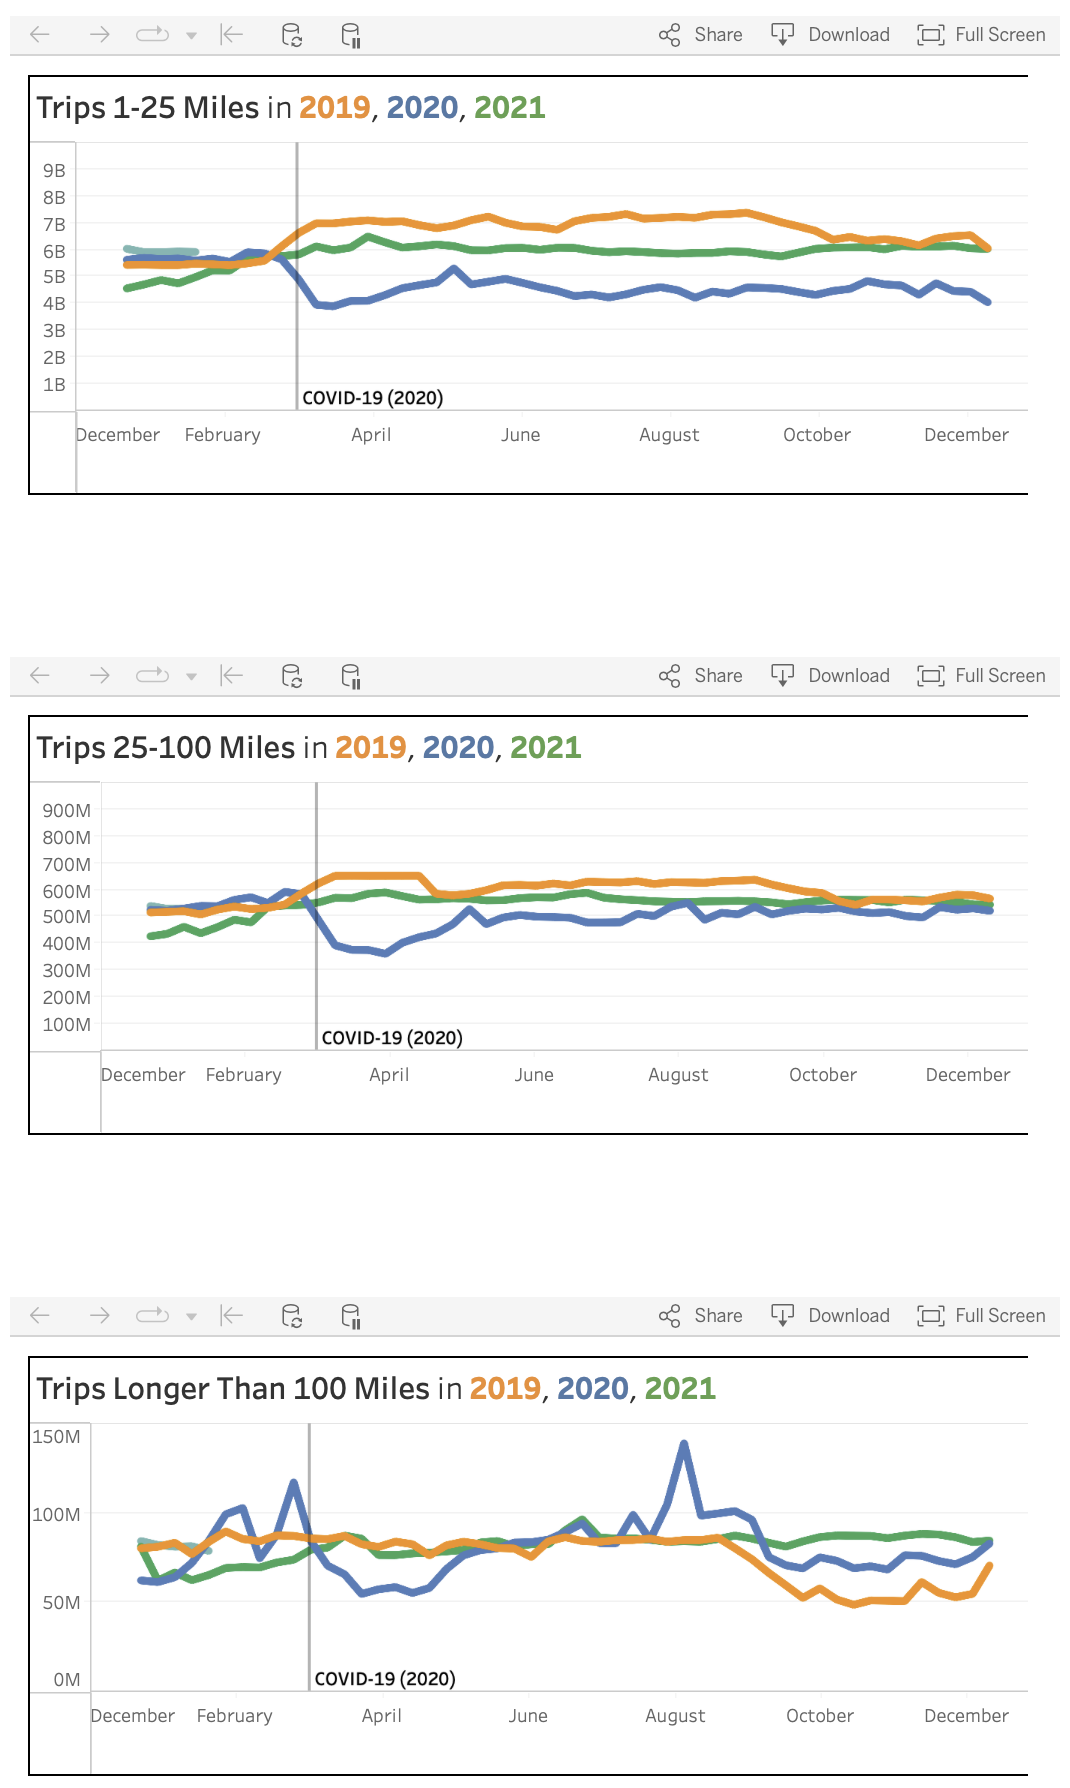 Share Download Full Screen
Trips 1-25 Miles in 2019, 2020, 2021
9B
8B
7B
6B
5B
4B
3B
2B
1B
COVID-19 (2020)
December February April June August October December
Share Download Full Screen
Trips 25-100 Miles in 2019, 2020, 2021
900M
800M
700M
600M
500M
400M
300M
200M
100M
COVID-19 (2020)
December February April June August October December
Share Download Full Screen
Trips Longer Than 100 Miles in 2019, 2020, 2021
150M
100M
50M
0M
COVID-19 (2020)
December February April June August October December